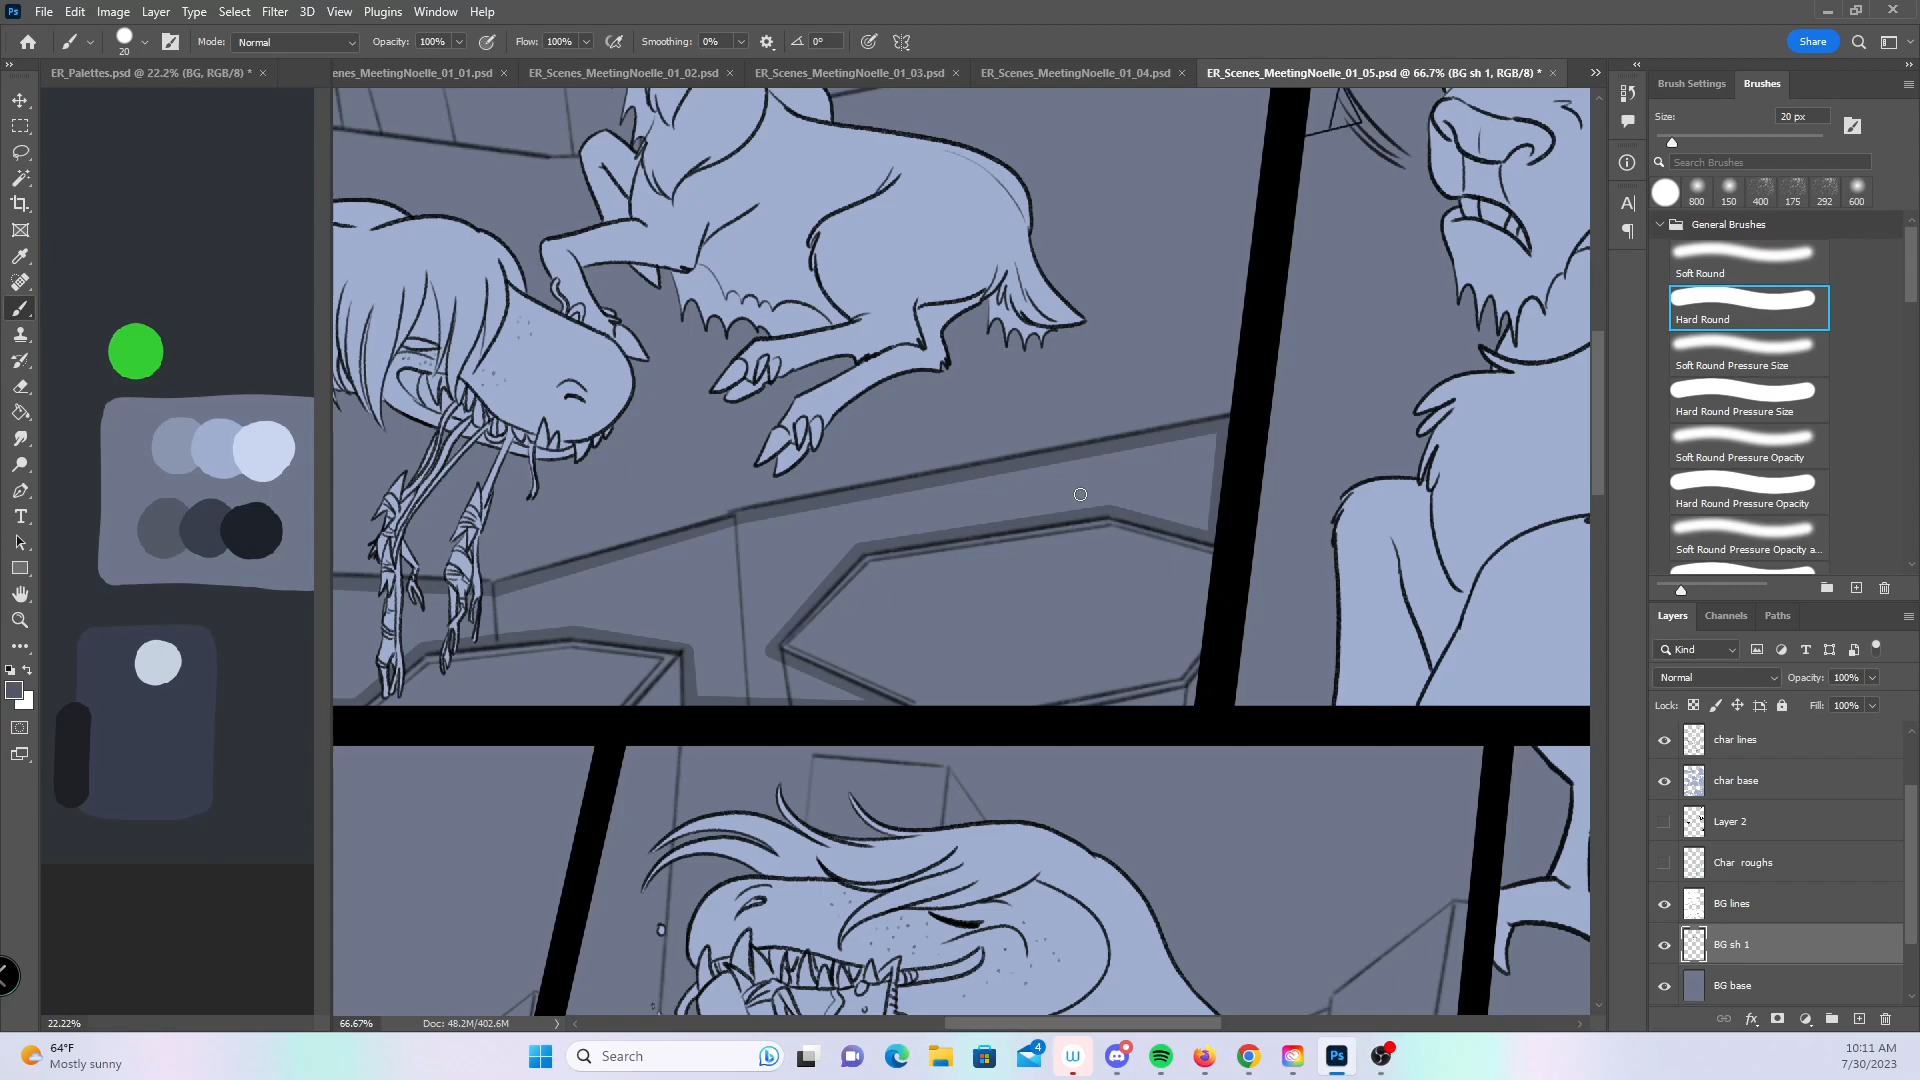 Ps File Edit Image Layer Type Select Filter 3D View Plugins Window Help
20 Mode: Normal Opacity: 100% Flow: 100% Smoothing: 0% 0° Share
ER_Palettes.psd @ 22.2% (BG, RGB/8) * enes_MeetingNoelle_01_01.psd ER_Scenes_MeetingNoelle_01_02.psd ER_Scenes_MeetingNoelle_01_03.psd ER_Scenes_MeetingNoelle_01_04.psd ER_Scenes_MeetingNoelle_01_05.psd @ 66.7% (BG sh 1, RGB/8) *
Brush Settings Brushes
Size: 20 px
Search Brushes
800 150 400 175 292 600
General Brushes
Soft Round
Hard Round
Soft Round Pressure Size
Hard Round Pressure Size
Soft Round Pressure Opacity
Hard Round Pressure Opacity
Soft Round Pressure Opacity a...
Layers Channels Paths
Kind
Normal Opacity: 100%
Lock: Fill: 100%
char lines
char base
Layer 2
Char roughs
BG lines
BG sh 1
BG base
22.22% 66.67% Doc: 48.2M/402.6M
64°F
Mostly sunny
Search
4
Ps
10:11 AM
7/30/2023